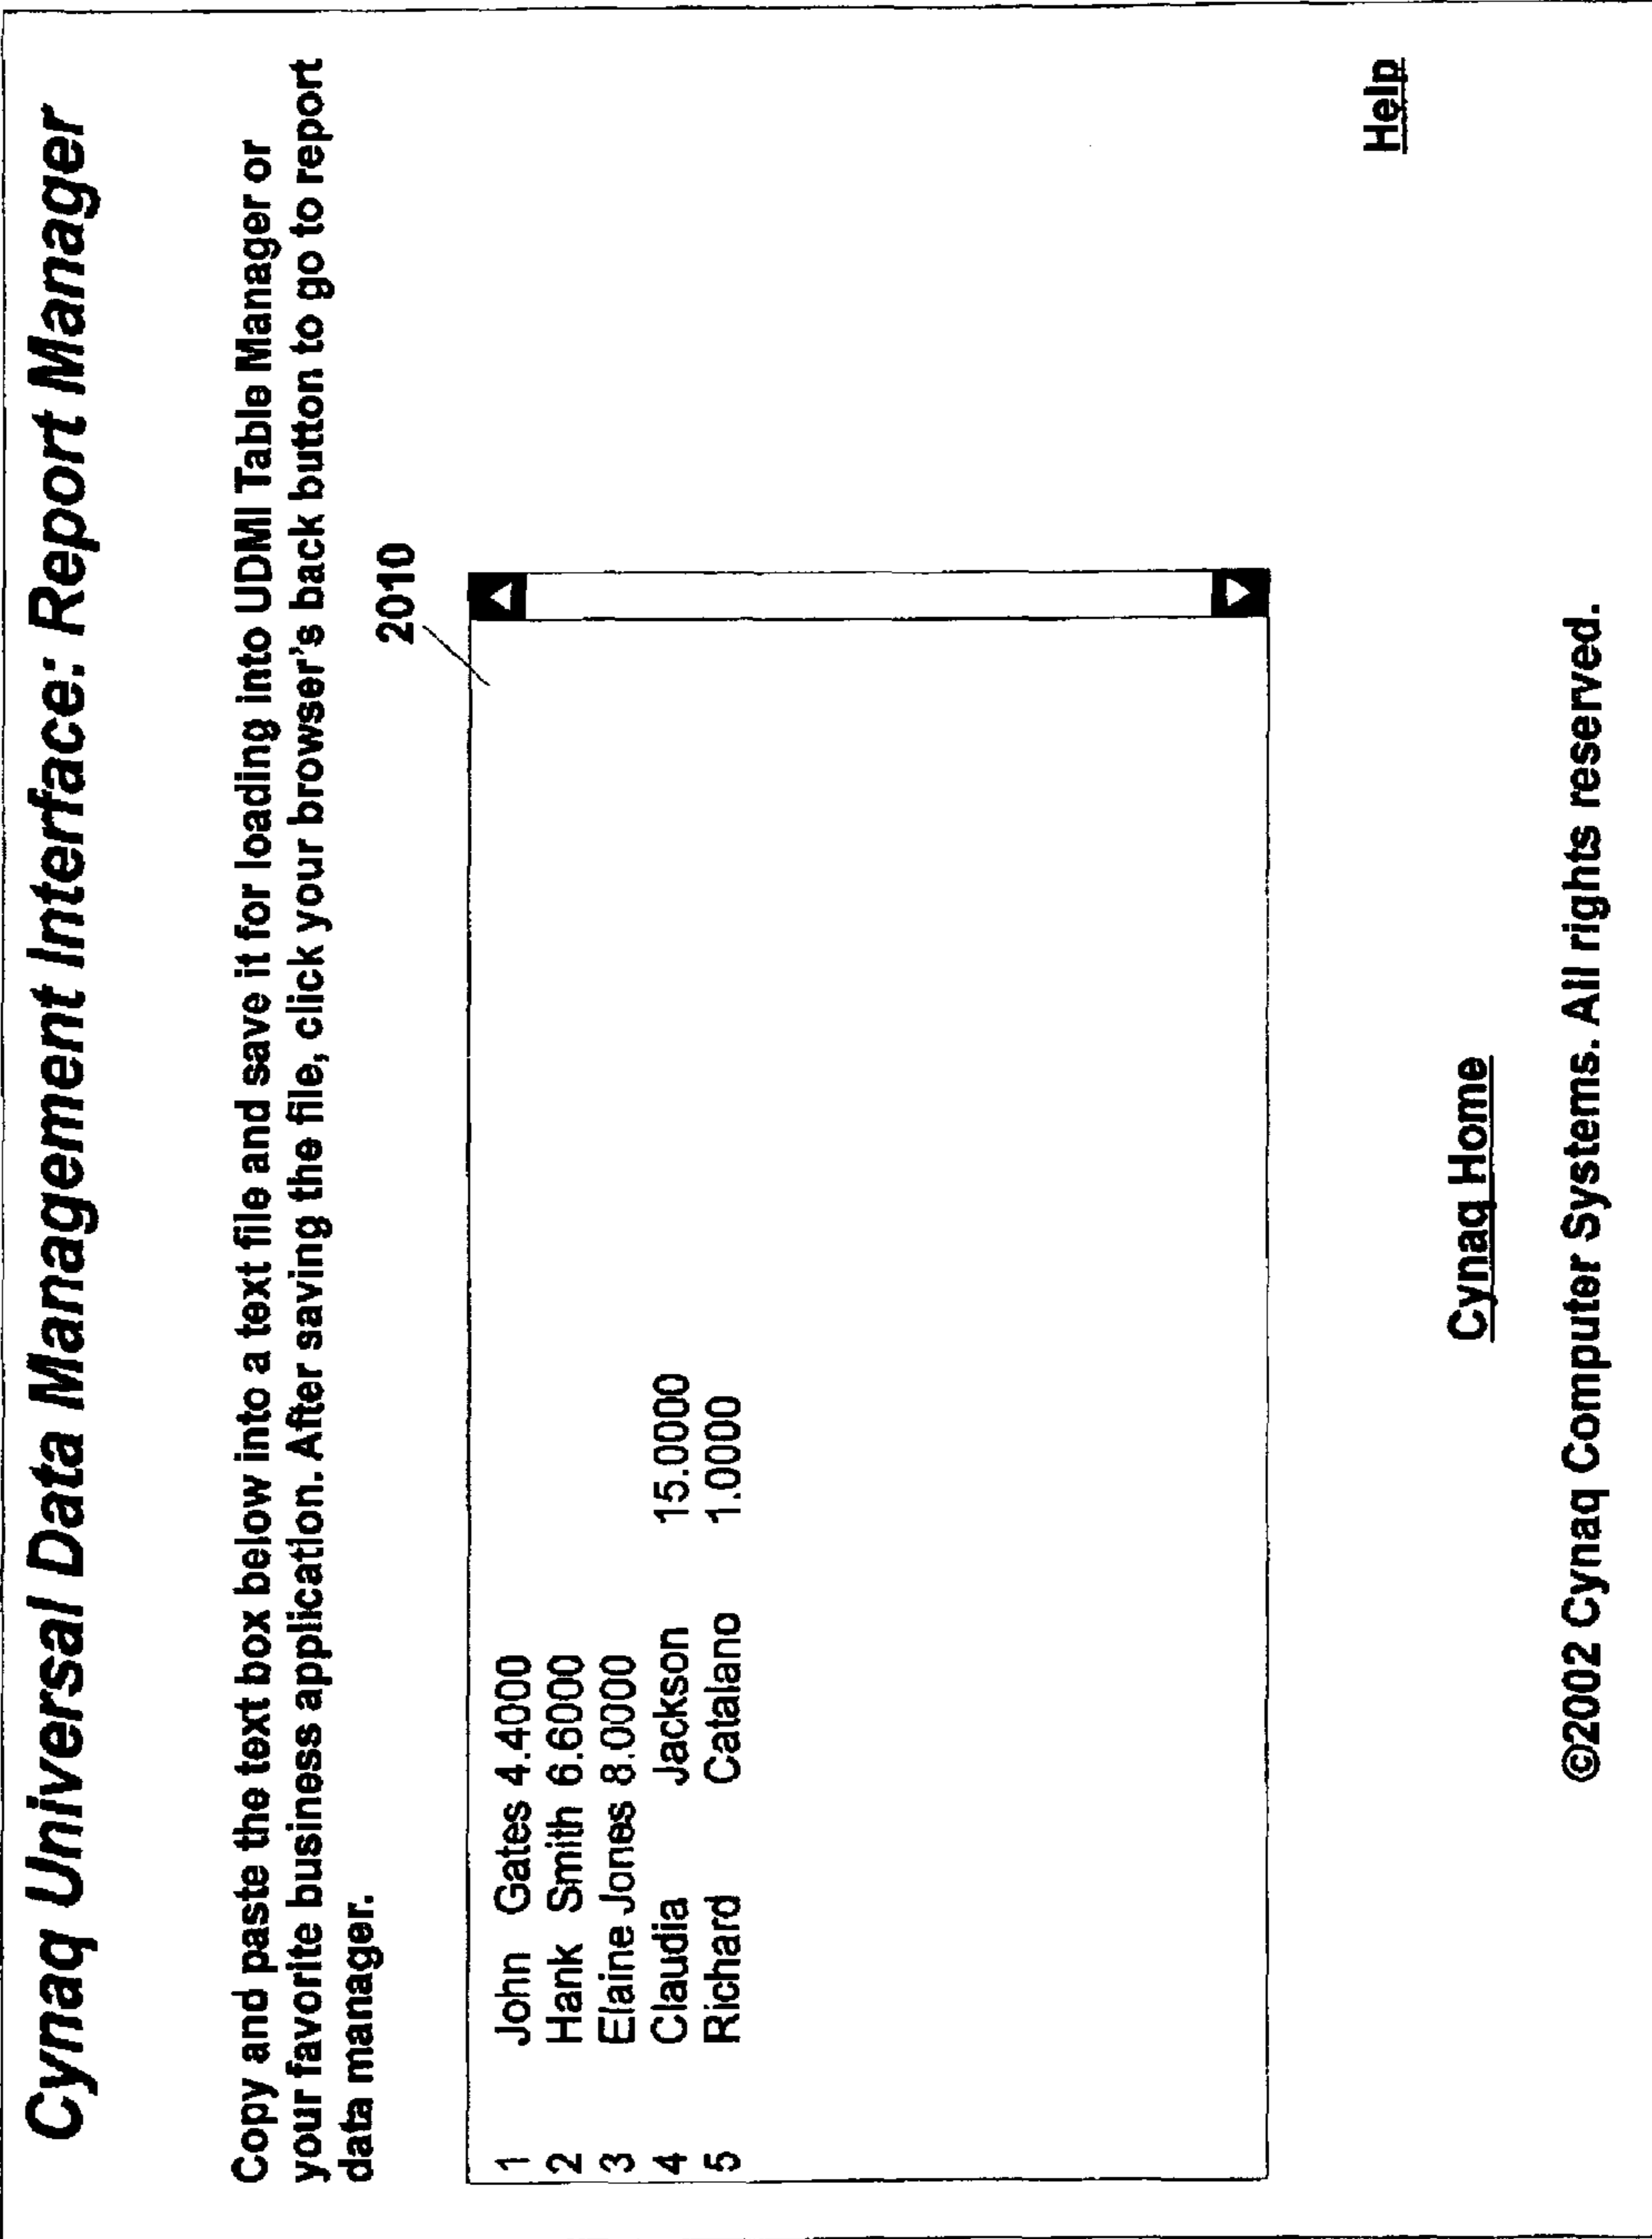 Cynaq Universal Data Management Interface: Report Manager
Copy and paste the text box below into a text file and save it for loading into UDMI Table Manager or
your favorite business application. After saving the file, click your browser's back button to go to report
data manager.
2010
1 John Gates 4.4000
2 Hank Smith 6.6000
3 Elaine Jones 8.0000
4 Claudia Jackson 15.0000
5 Richard Catalano 1.0000
Help
Cynaq Home
©2002 Cynaq Computer Systems. All rights reserved.